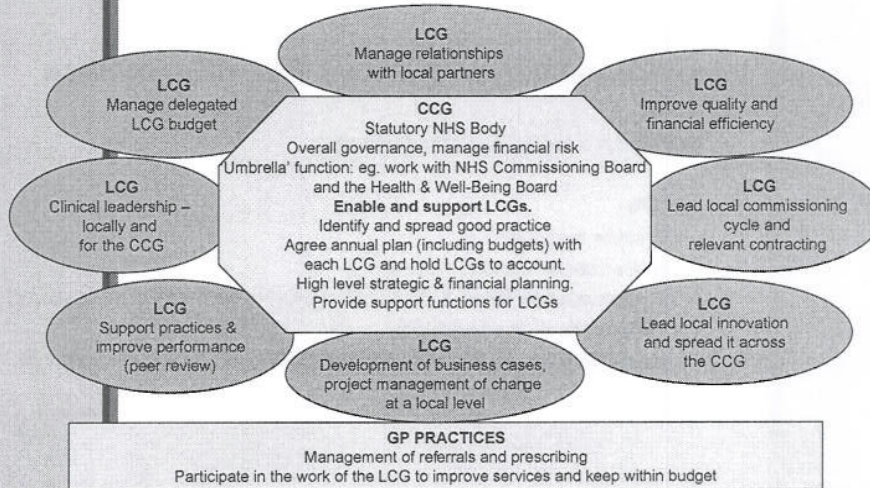 LCG
Manage relationships
with local partners
LCG
Manage delegated
LCG budget
LCG
Improve quality and
financial efficiency
CCG
Statutory NHS Body
Overall governance, manage financial risk
Umbrella' function: eg. work with NHS Commissioning Board
and the Health & Well-Being Board
Enable and support LCGs.
Identify and spread good practice
Agree annual plan (including budgets) with
each LCG and hold LCGs to account.
High level strategic & financial planning.
Provide support functions for LCGs
LCG
Clinical leadership –
locally and
for the CCG
LCG
Lead local commissioning
cycle and
relevant contracting
LCG
Support practices &
improve performance
(peer review)
LCG
Development of business cases,
project management of change
at a local level
LCG
Lead local innovation
and spread it across
the CCG
GP PRACTICES
Management of referrals and prescribing
Participate in the work of the LCG to improve services and keep within budget